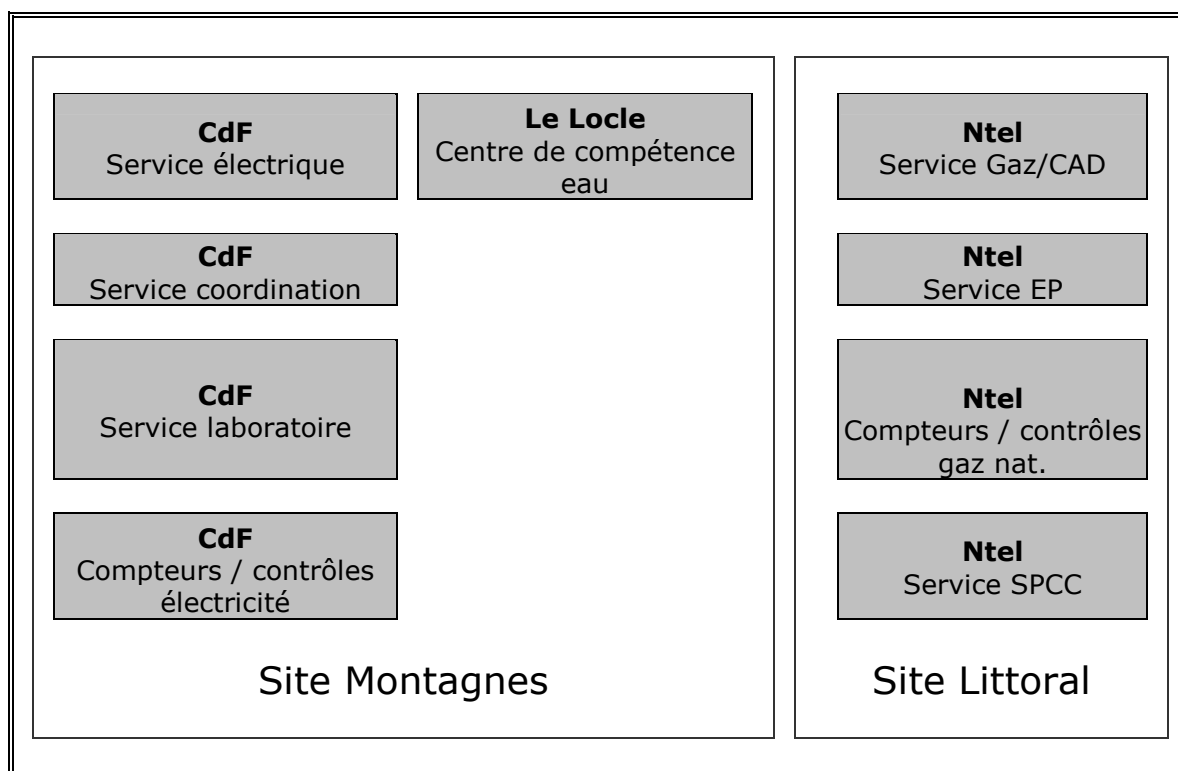 CdF
Service électrique
Le Locle
Centre de compétence
eau
CdF
Service coordination
CdF
Service laboratoire
CdF
Compteurs / contrôles
électricité
Site Montagnes
Ntel
Service Gaz/CAD
Ntel
Service EP
Ntel
Compteurs / contrôles
gaz nat.
Ntel
Service SPCC
Site Littoral